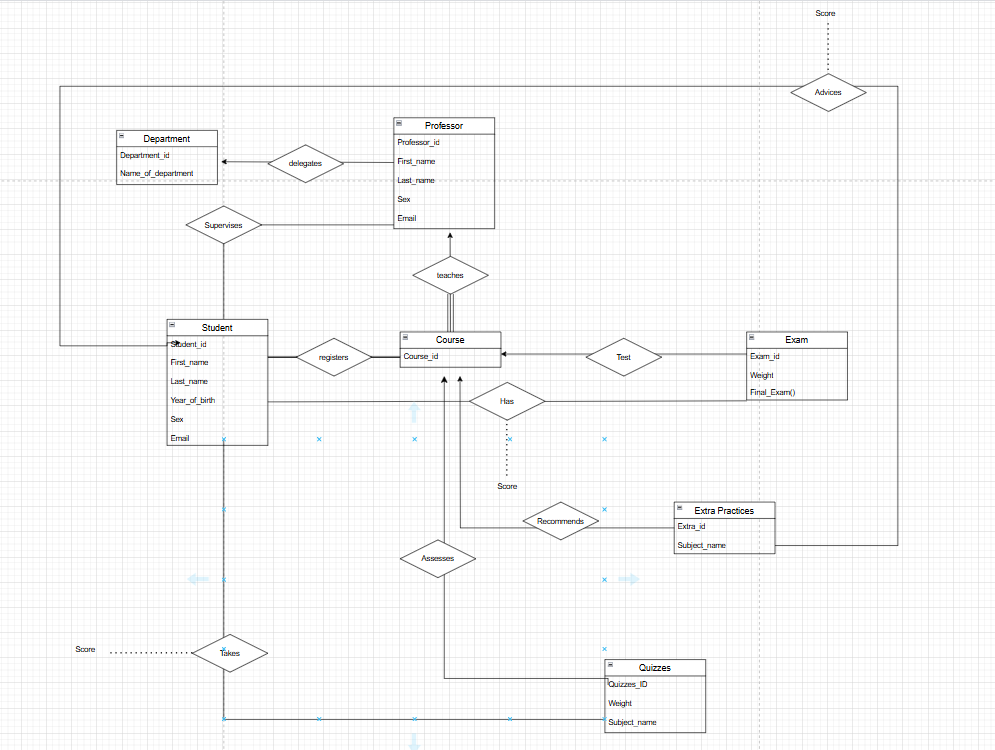 Score
Advices
Professor
Professor_id
First_name
Last_name
Sex
Email
Department
Department_id
Name_of_department
delegates
Supervises
teaches
Student
Student_id
First_name
Last_name
Year_of_birth
Sex
Email
registers
Course
Course_id
Test
Exam
Exam_id
Weight
Final_Exam()
Has
Score
Recommends
Extra Practices
Extra_id
Subject_name
Assesses
Score
Takes
Quizzes
Quizzes_ID
Weight
Subject_name